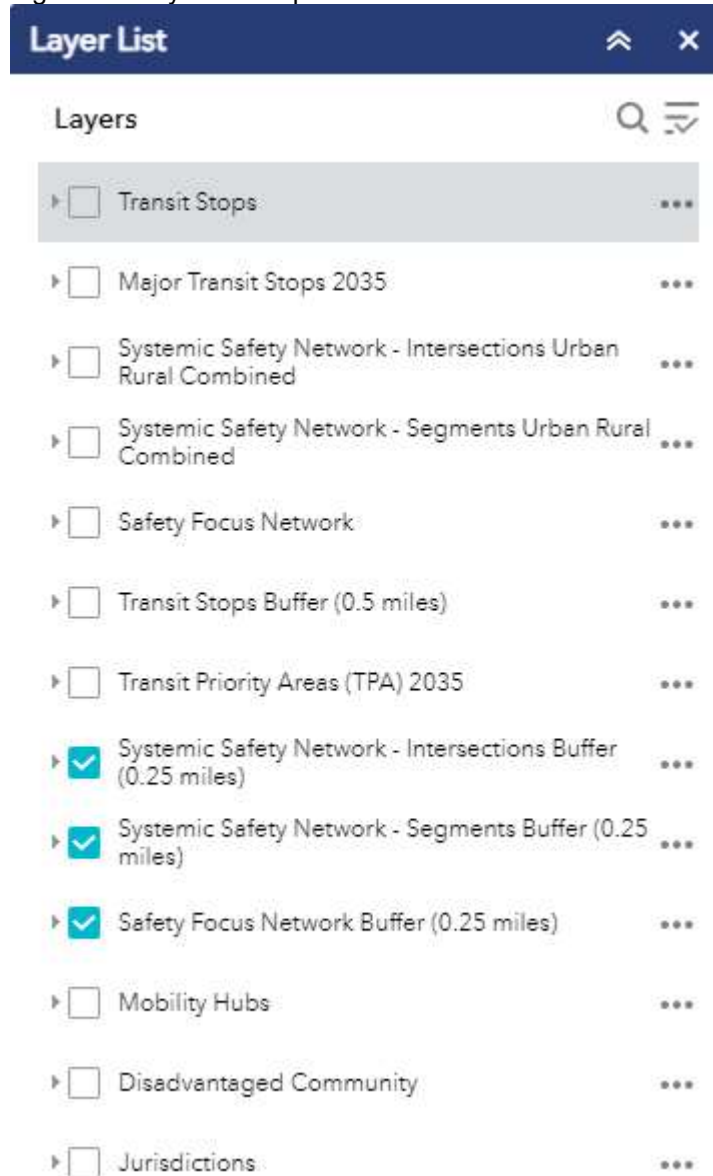 Layer List
Layers
Transit Stops
Major Transit Stops 2035
Systemic Safety Network - Intersections Urban
Rural Combined
Systemic Safety Network - Segments Urban Rural
Combined
Safety Focus Network
Transit Stops Buffer (0.5 miles)
Transit Priority Areas (TPA) 2035
Systemic Safety Network - Intersections Buffer
(0.25 miles)
Systemic Safety Network - Segments Buffer (0.25
miles)
Safety Focus Network Buffer (0.25 miles)
Mobility Hubs
Disadvantaged Community
Jurisdictions